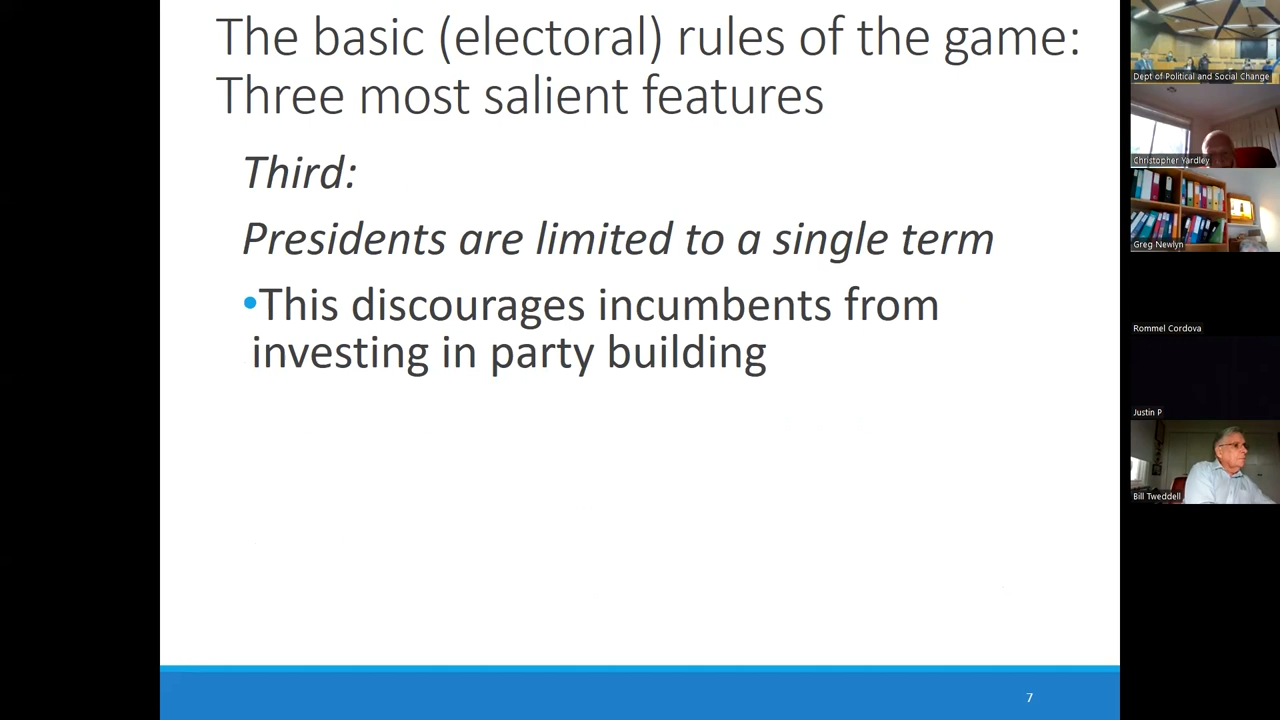 The basic (electoral) rules of the game:
Three most salient features
Third:
Presidents are limited to a single term
•This discourages incumbents from
investing in party building
7
Dept of Political and Social Change
Christopher Yardley
Greg Newlyn
Rommel Cordova
Justin P
Bill Tweddell